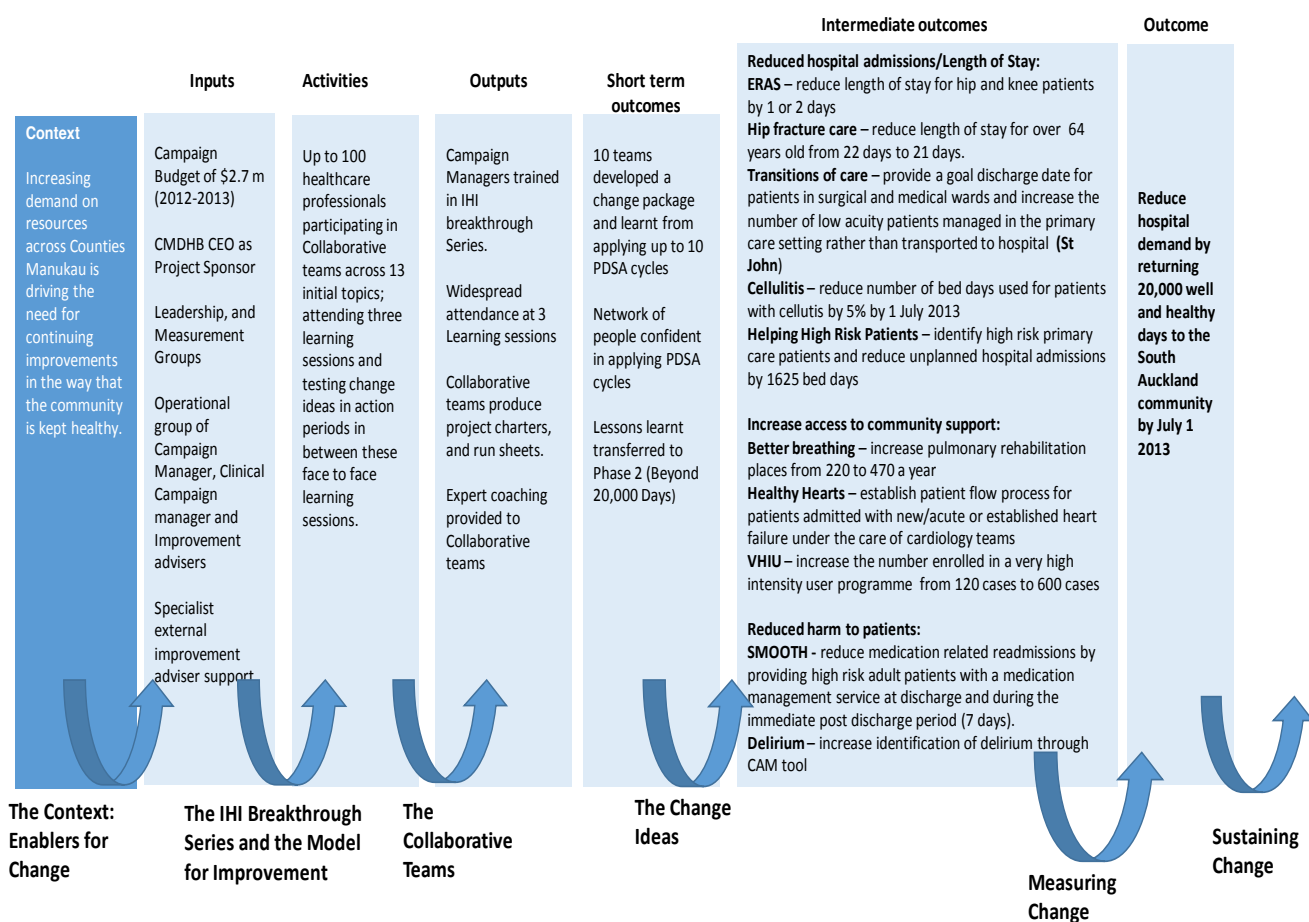 Inputs
Activities
Outputs
Short term
outcomes
Intermediate outcomes
Outcome
Context
Increasing
demand on
resources
across Counties
Manukau is
driving the
need for
continuing
improvements
in the way that
the community
is kept healthy.
Campaign
Budget of $2.7 m
(2012-2013)
CMDHB CEO as
Project Sponsor
Leadership, and
Measurement
Groups
Operational
group of
Campaign
Manager, Clinical
Campaign
manager and
Improvement
advisers
Specialist
external
improvement
adviser support
Up to 100
healthcare
professionals
participating in
Collaborative
teams across 13
initial topics;
attending three
learning
sessions and
testing change
ideas in action
periods in
between these
face to face
learning
sessions.
Campaign
Managers trained
in IHI
breakthrough
Series.
Widespread
attendance at 3
Learning sessions
Collaborative
teams produce
project charters,
and run sheets.
Expert coaching
provided to
Collaborative
teams
10 teams
developed a
change package
and learnt from
applying up to 10
PDSA cycles
Network of
people confident
in applying PDSA
cycles
Lessons learnt
transferred to
Phase 2 (Beyond
20,000 Days)
Reduced hospital admissions/Length of Stay:
ERAS – reduce length of stay for hip and knee patients
by 1 or 2 days
Hip fracture care – reduce length of stay for over 64
years old from 22 days to 21 days.
Transitions of care – provide a goal discharge date for
patients in surgical and medical wards and increase the
number of low acuity patients managed in the primary
care setting rather than transported to hospital (St
John)
Cellulitis – reduce number of bed days used for patients
with cellutis by 5% by 1 July 2013
Helping High Risk Patients – identify high risk primary
care patients and reduce unplanned hospital admissions
by 1625 bed days
Increase access to community support:
Better breathing – increase pulmonary rehabilitation
places from 220 to 470 a year
Healthy Hearts – establish patient flow process for
patients admitted with new/acute or established heart
failure under the care of cardiology teams
VHIU – increase the number enrolled in a very high
intensity user programme from 120 cases to 600 cases
Reduced harm to patients:
SMOOTH - reduce medication related readmissions by
providing high risk adult patients with a medication
management service at discharge and during the
immediate post discharge period (7 days).
Delirium – increase identification of delirium through
CAM tool
Reduce
hospital
demand by
returning
20,000 well
and healthy
days to the
South
Auckland
community
by July 1
2013
The Context:
Enablers for
Change
The IHI Breakthrough
Series and the Model
for Improvement
The
Collaborative
Teams
The Change
Ideas
Measuring
Change
Sustaining
Change